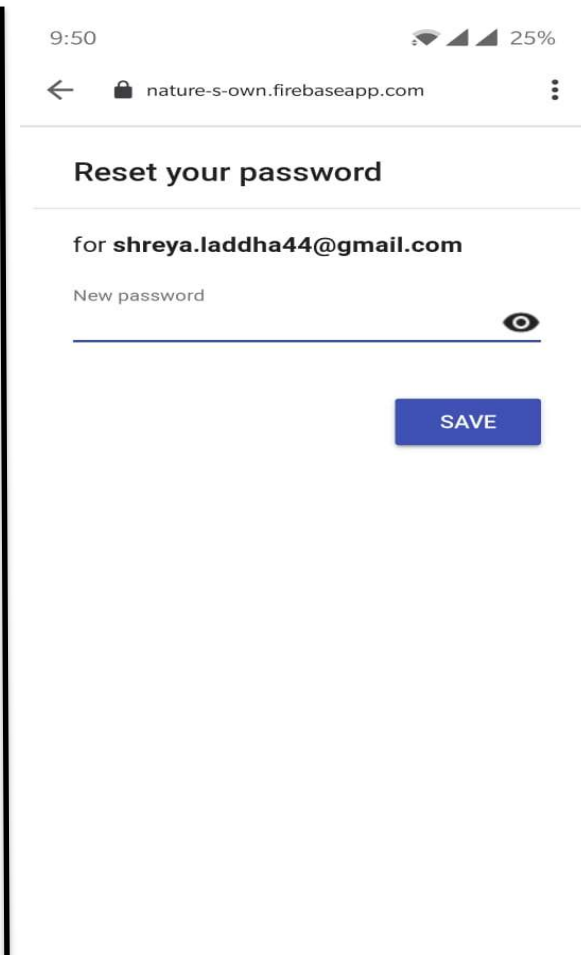 9:50 25%
nature-s-own.firebaseapp.com
Reset your password
for shreya.laddha44@gmail.com
New password
SAVE